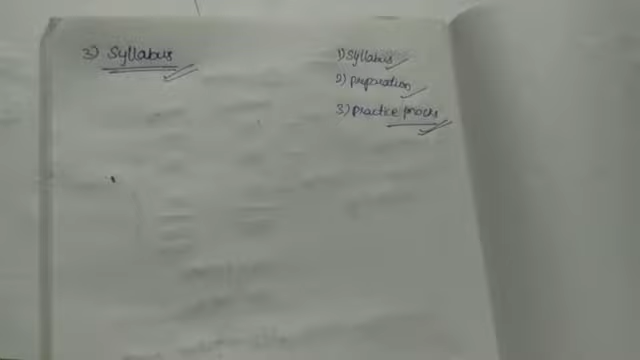 3) Syllabus
1) Syllabus
2) preparation
3) practice mocks